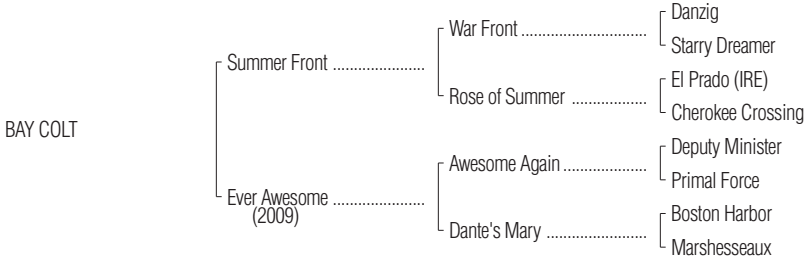 Danzig
War Front
Starry Dreamer
Summer Front
El Prado (IRE)
Rose of Summer
Cherokee Crossing
BAY COLT
Deputy Minister
Awesome Again
Primal Force
Ever Awesome
(2009)
Boston Harbor
Dante's Mary
Marshesseaux